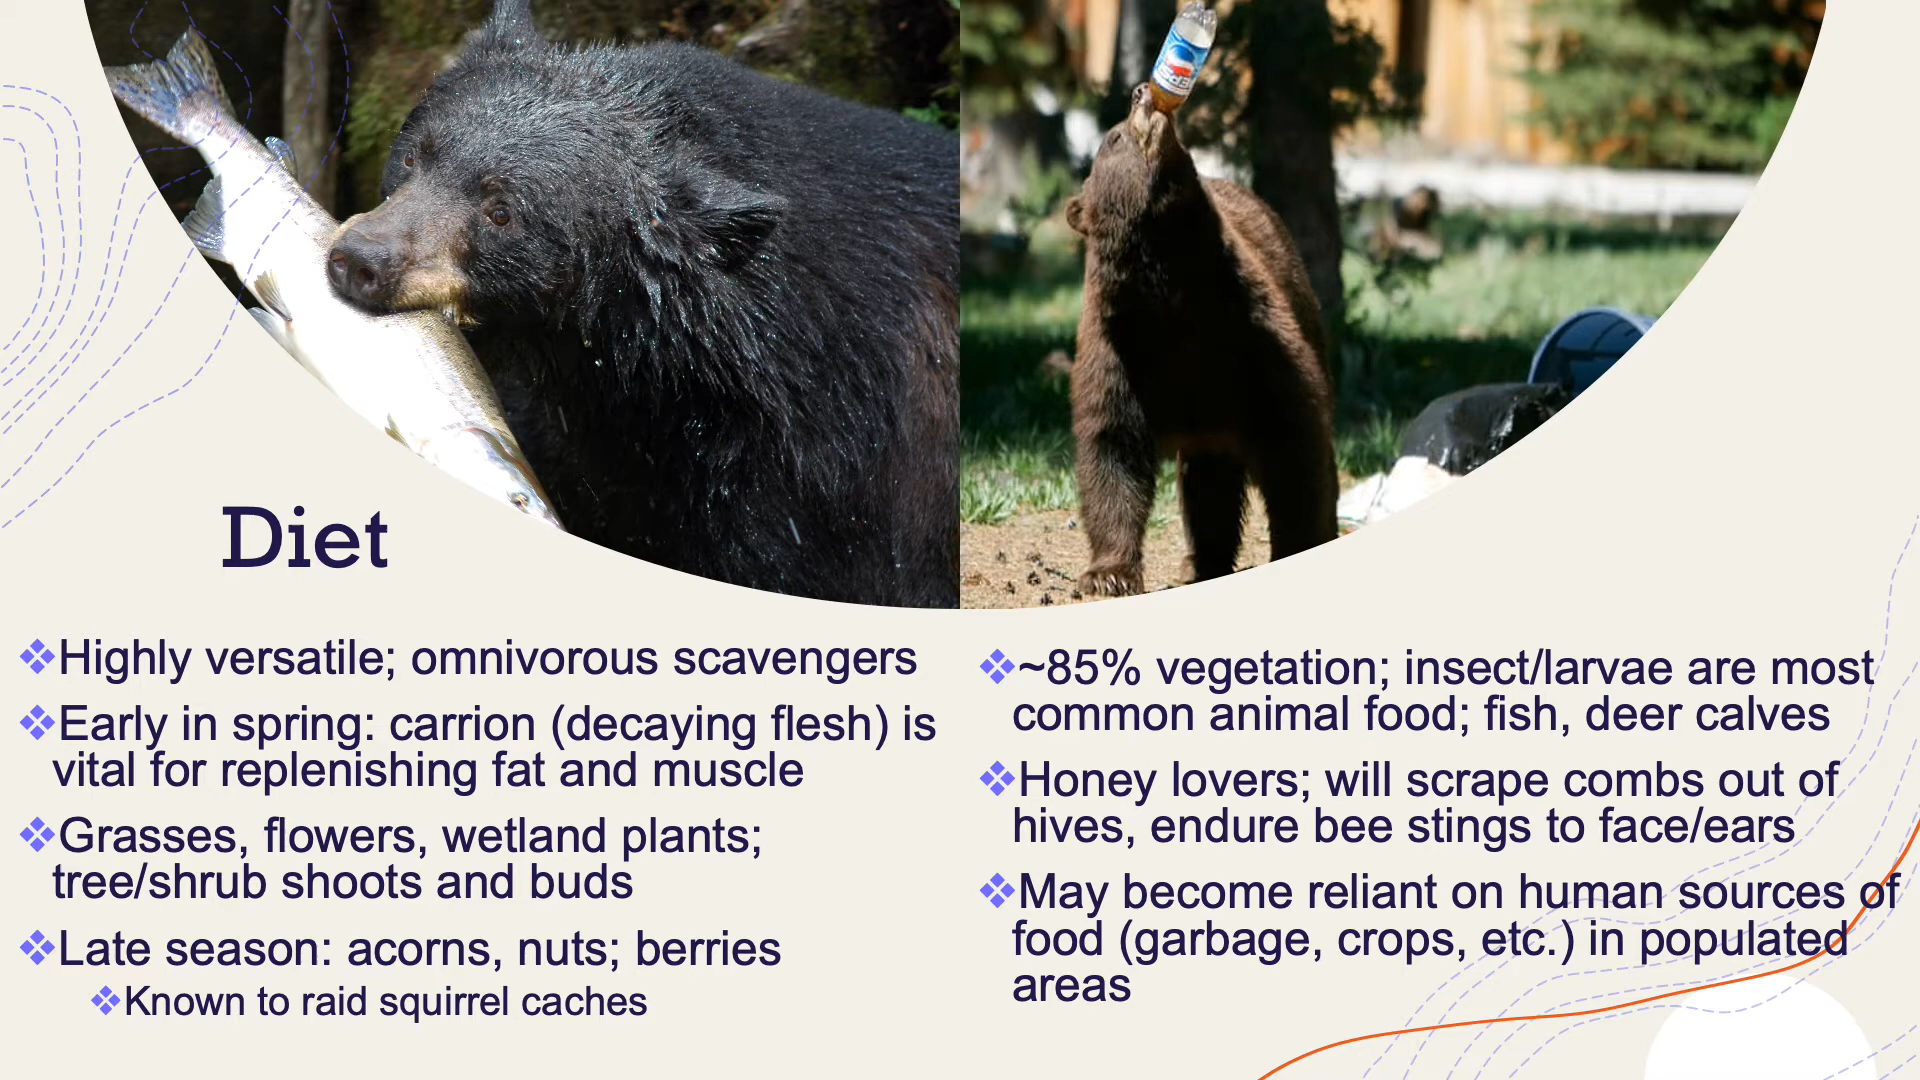 PEPSI
Diet
❖Highly versatile; omnivorous scavengers
❖Early in spring: carrion (decaying flesh) is
vital for replenishing fat and muscle
❖Grasses, flowers, wetland plants;
tree/shrub shoots and buds
❖Late season: acorns, nuts; berries
❖Known to raid squirrel caches
❖~85% vegetation; insect/larvae are most
common animal food; fish, deer calves
❖Honey lovers; will scrape combs out of
hives, endure bee stings to face/ears
❖May become reliant on human sources of
food (garbage, crops, etc.) in populated
areas